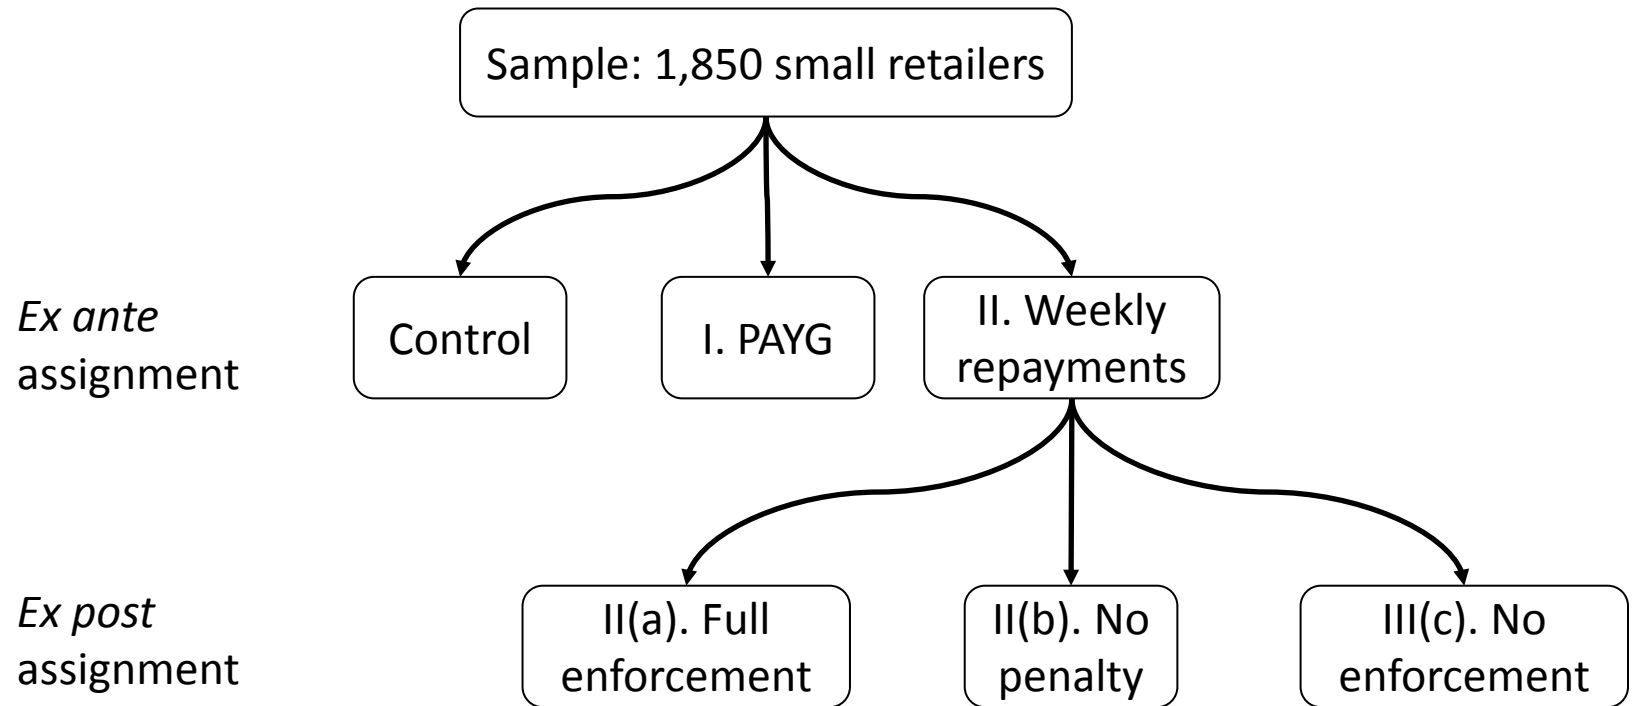 Sample: 1,850 small retailers
Ex ante
assignment
Control
I. PAYG
II. Weekly
repayments
Ex post
assignment
II(a). Full
enforcement
II(b). No
penalty
III(c). No
enforcement